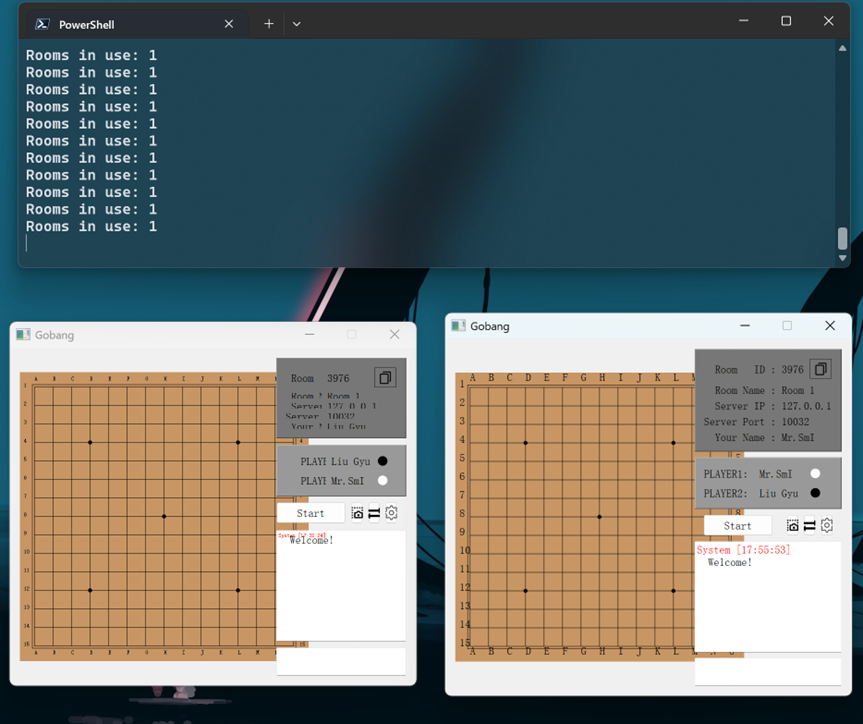 PowerShell
Rooms in use: 1
Rooms in use: 1
Rooms in use: 1
Rooms in use: 1
Rooms in use: 1
Rooms in use: 1
Rooms in use: 1
Rooms in use: 1
Rooms in use: 1
Rooms in use: 1
Rooms in use: 1
Gobang
A B C D E F G H I J K L M
1
2
3
4
5
6
7
8
9
10
11
12
13
14
15
A B C D E F G H I J K L M
4
Room 3976
Room 1
Server 127.0.0.1
Server 10032
Your Liu Gyu
PLAYE Liu Gyu
PLAYE Mr.SmI
Start
System
Welcome!
Gobang
A B C D E F G H I J K L
1
2
3
4
5
6
7
8
9
10
11
12
13
14
15
A B C D E F G H I J K L
8
Room ID : 3976
Room Name : Room 1
Server IP : 127.0.0.1
Server Port : 10032
Your Name : Mr.SmI
PLAYER1: Mr.SmI
PLAYER2: Liu Gyu
Start
System [17:55:53]
Welcome!